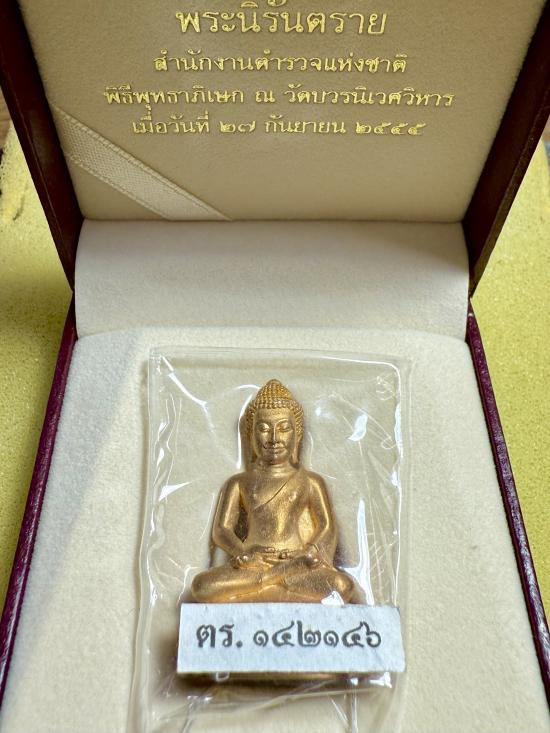 พระนิรันตราย
สำนักงานตำรวจแห่งชาติ
พิธีพุทธาภิเษก ณ วัดบวรนิเวศวิหาร
เมื่อวันที่ ๒๗ กันยายน ๒๕๕๕
ตร. ๑๔๒๑๔๖